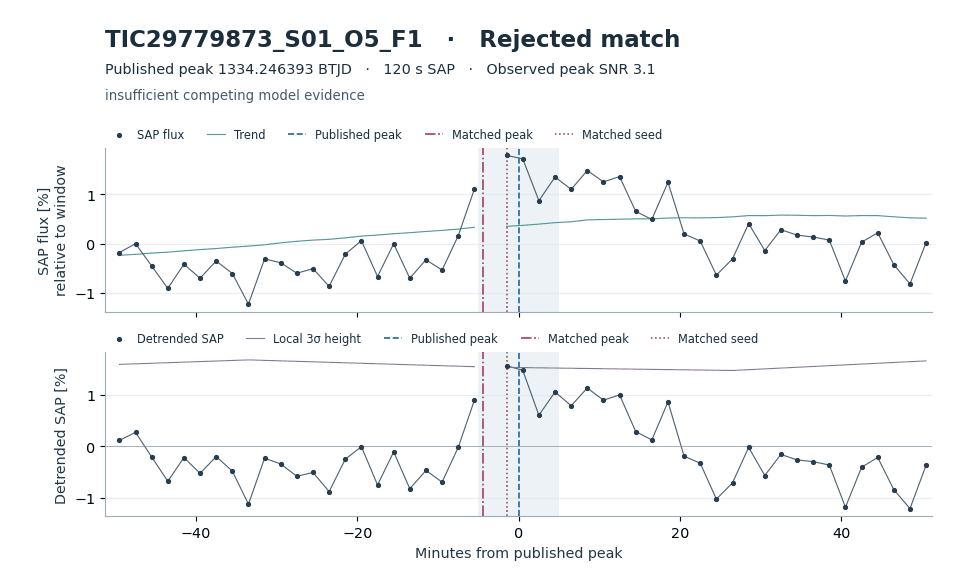 TIC29779873_S01_O5_F1 · Rejected match
Published peak 1334.246393 BTJD · 120 s SAP · Observed peak SNR 3.1
insufficient competing model evidence
SAP flux Trend Published peak Matched peak Matched seed
SAP flux [%]
relative to window
1
0
−1
Detrended SAP Local 3σ height Published peak Matched peak Matched seed
Detrended SAP [%]
1
0
−1
−40 −20 0 20 40
Minutes from published peak